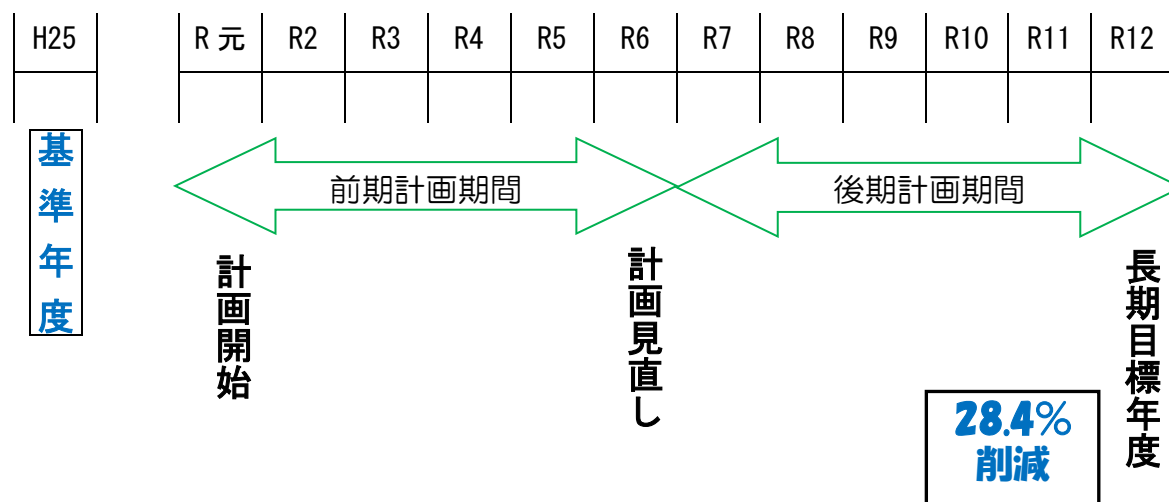 H25 R元 R2 R3 R4 R5 R6 R7 R8 R9 R10 R11 R12
基準年度
前期計画期間
後期計画期間
計画開始
計画見直し
長期目標年度
28.4%
削減